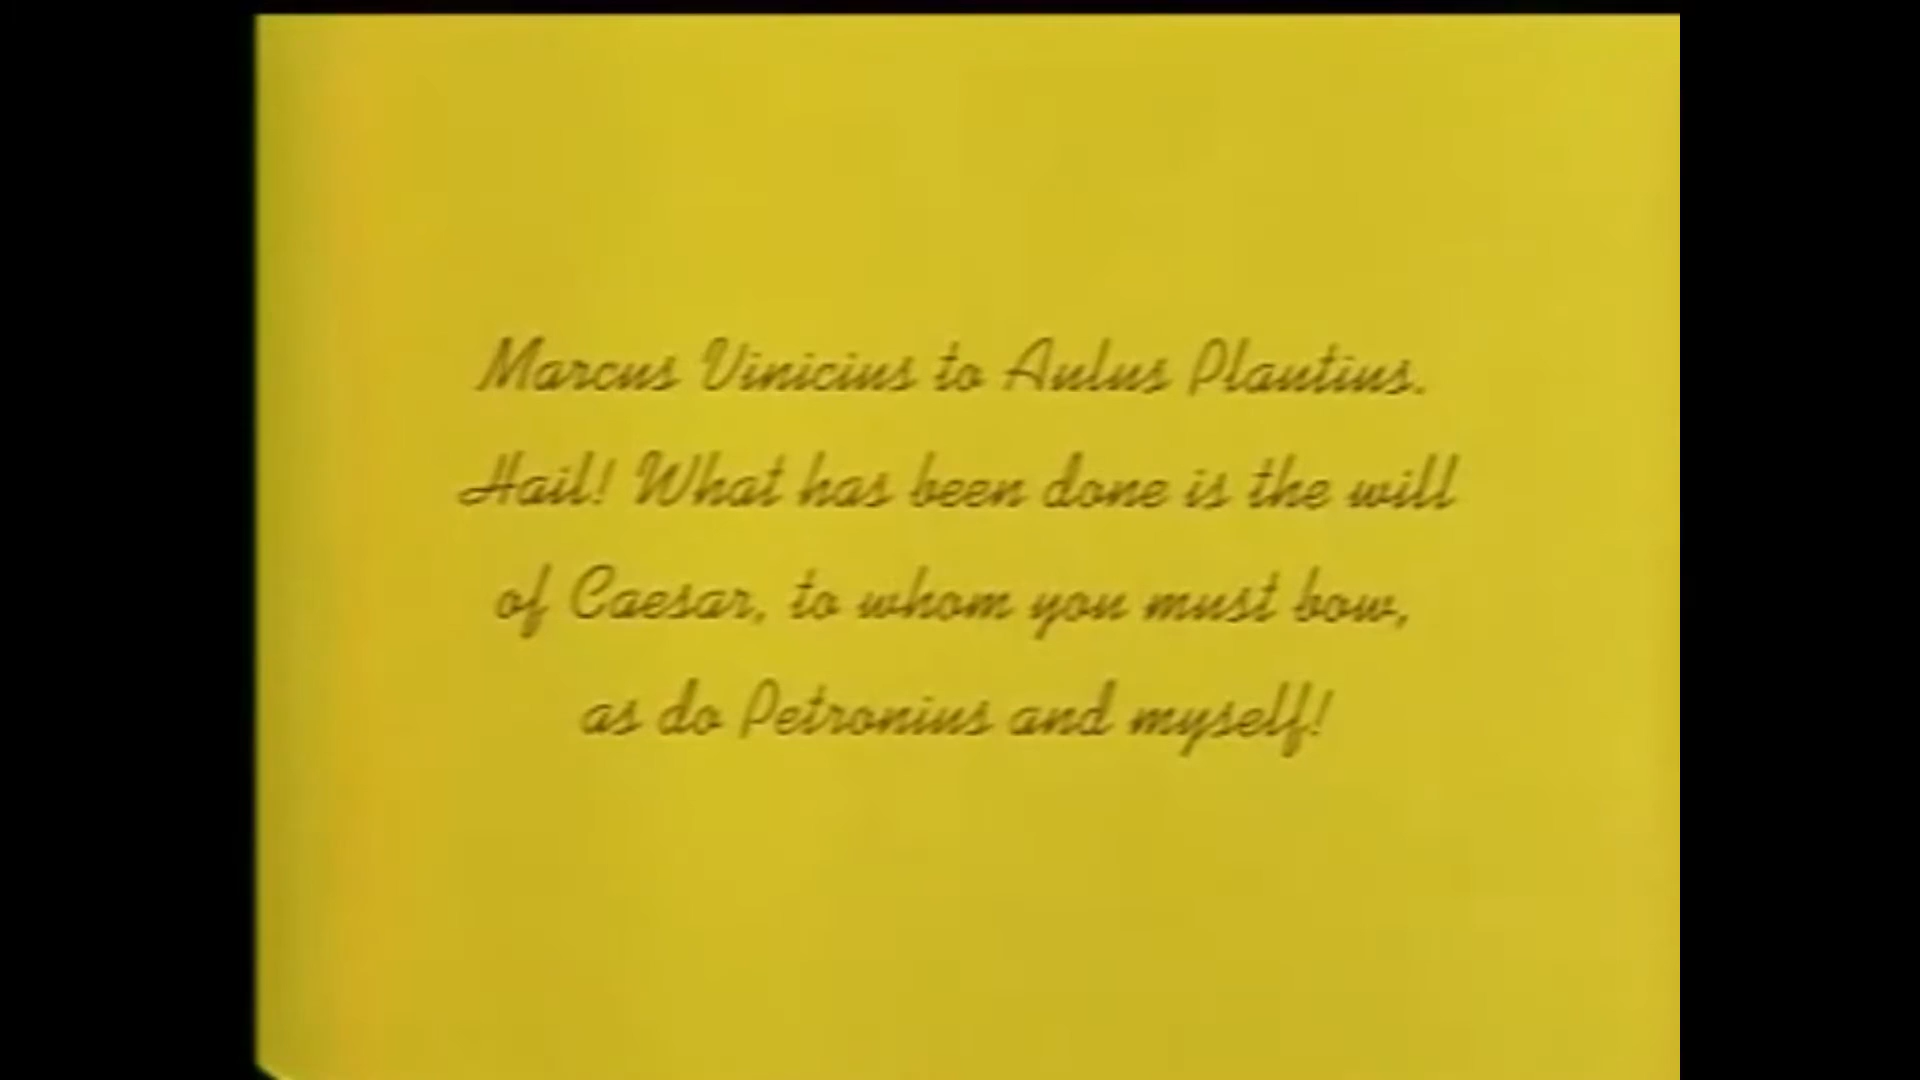 Marcus Vinicius to Aulus Plautius.
Hail! What has been done is the will
of Caesar, to whom you must bow,
as do Petronius and myself!